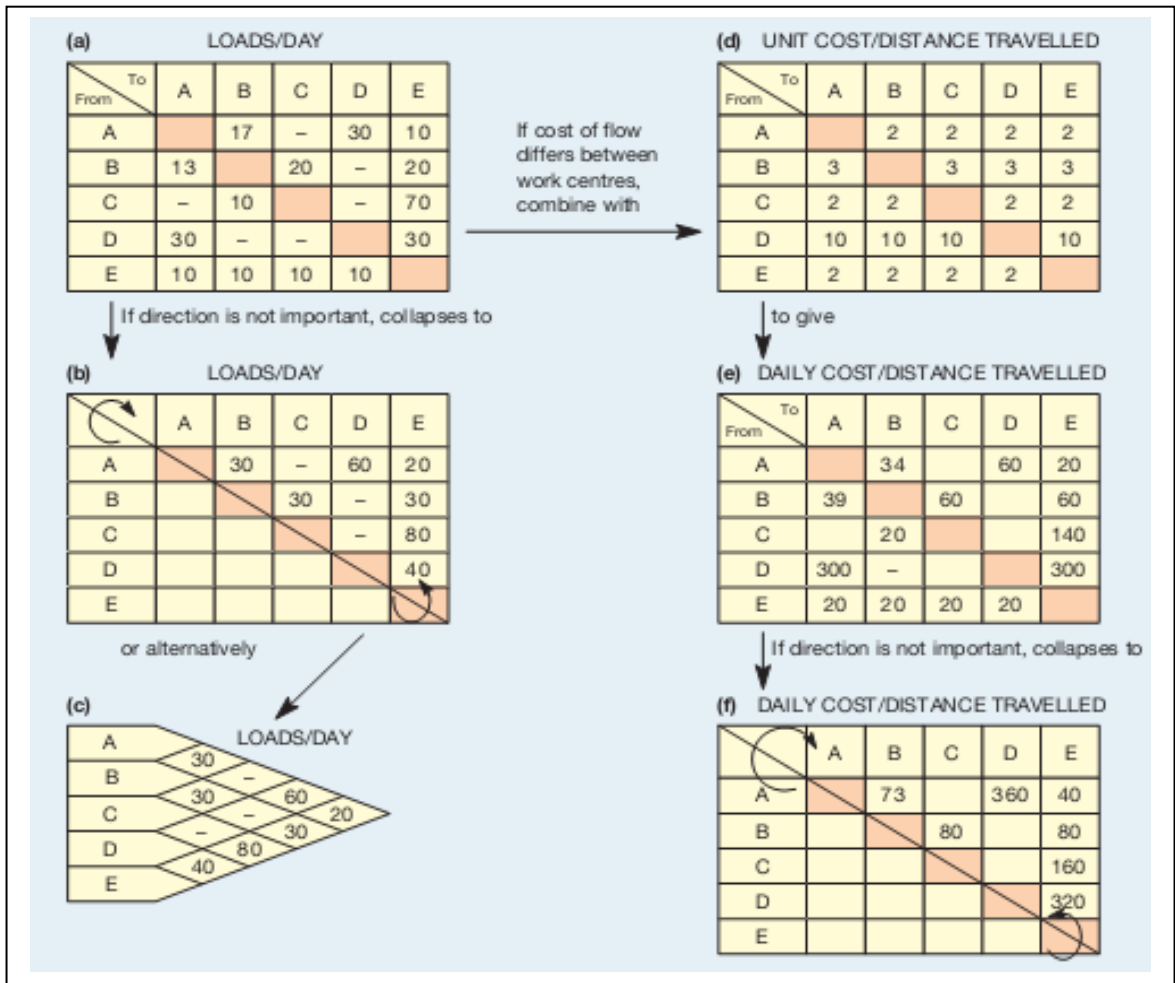 (a) LOADS/DAY
To
From A B C D E
A 17 – 30 10
B 13 20 – 20
C – 10 – 70
D 30 – – 30
E 10 10 10 10
If cost of flow
differs between
work centres,
combine with
(d) UNIT COST/DISTANCE TRAVELLED
To
From A B C D E
A 2 2 2 2
B 3 3 3 3
C 2 2 2 2
D 10 10 10 10
E 2 2 2 2
If direction is not important, collapses to
to give
(b) LOADS/DAY
A B C D E
A 30 – 60 20
B 30 – 30
C – 80
D 40
E
(e) DAILY COST/DISTANCE TRAVELLED
To
From A B C D E
A 34 60 20
B 39 60 60
C 20 140
D 300 – 300
E 20 20 20 20
or alternatively
If direction is not important, collapses to
(c)
LOADS/DAY
A
30
B –
30 60
C – 20
– 30
D 80
40
E
(f) DAILY COST/DISTANCE TRAVELLED
A B C D E
A 73 360 40
B 80 80
C 160
D 320
E